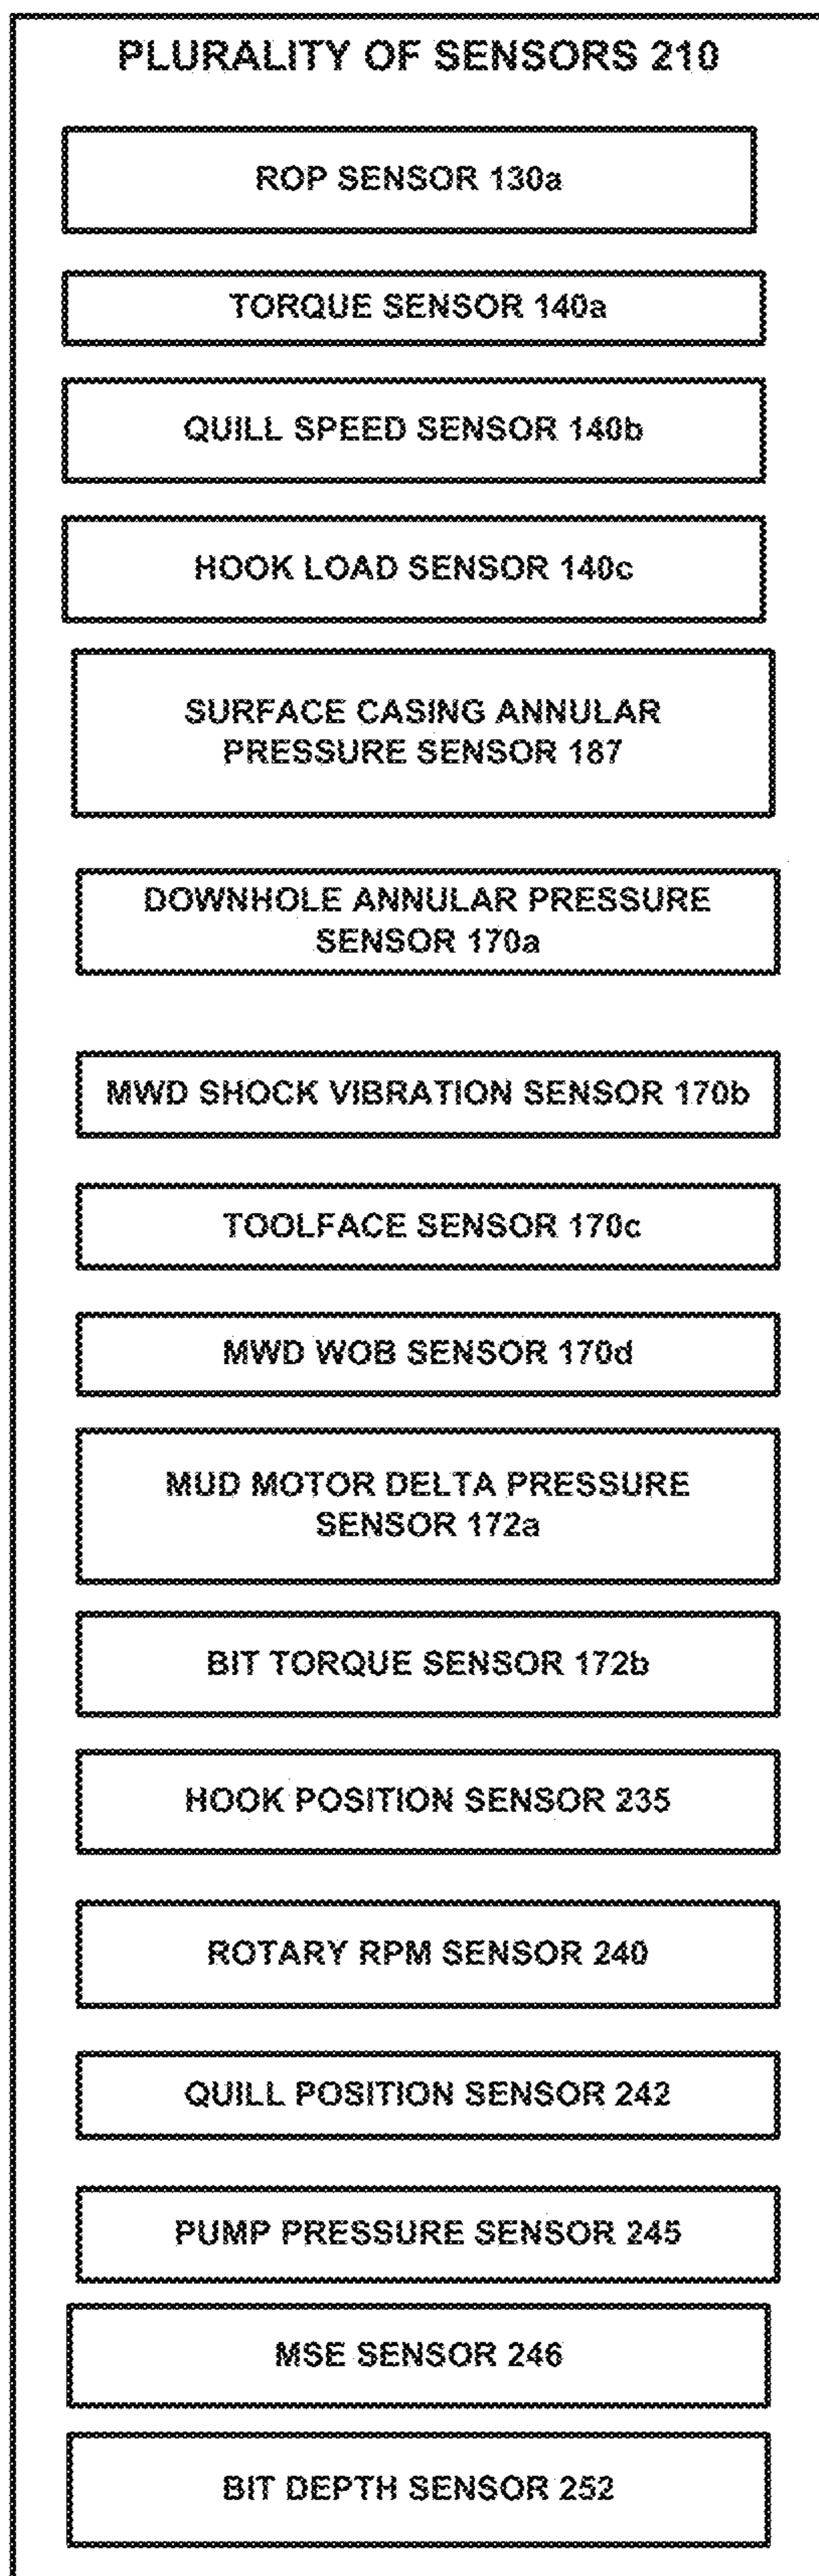 PLURALITY OF SENSORS 210
ROP SENSOR 130a
TORQUE SENSOR 140a
QUILL SPEED SENSOR 140b
HOOK LOAD SENSOR 140c
SURFACE CASING ANNULAR
PRESSURE SENSOR 187
DOWNHOLE ANNULAR PRESSURE
SENSOR 170a
MWD SHOCK VIBRATION SENSOR 170b
TOOLFACE SENSOR 170c
MWD WOB SENSOR 170d
MUD MOTOR DELTA PRESSURE
SENSOR 172a
BIT TORQUE SENSOR 172b
HOOK POSITION SENSOR 235
ROTARY RPM SENSOR 240
QUILL POSITION SENSOR 242
PUMP PRESSURE SENSOR 245
MSE SENSOR 246
BIT DEPTH SENSOR 252